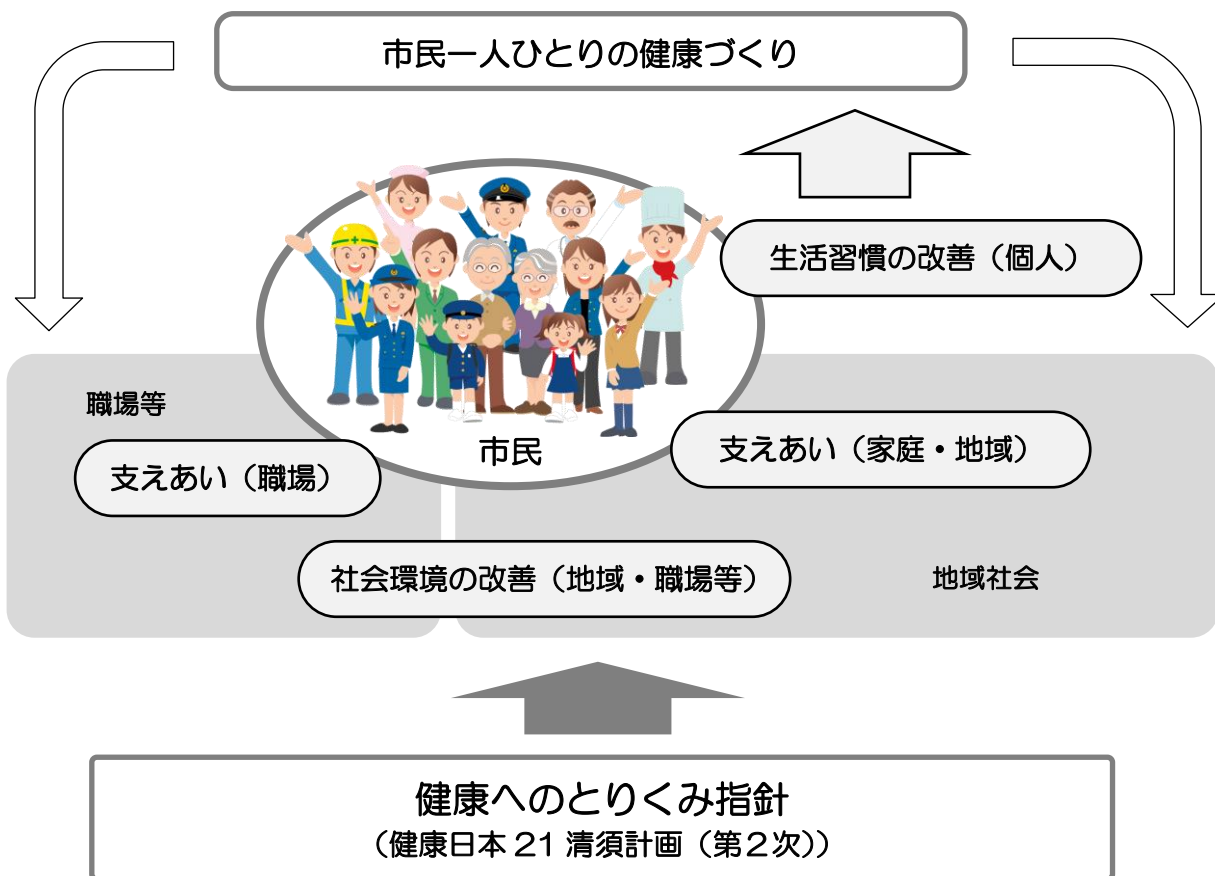 市民一人ひとりの健康づくり
生活習慣の改善（個人）
職場等
市民
支えあい（家庭・地域）
支えあい（職場）
社会環境の改善（地域・職場等）
地域社会
健康へのとりくみ指針
（健康日本 21 清須計画（第２次））